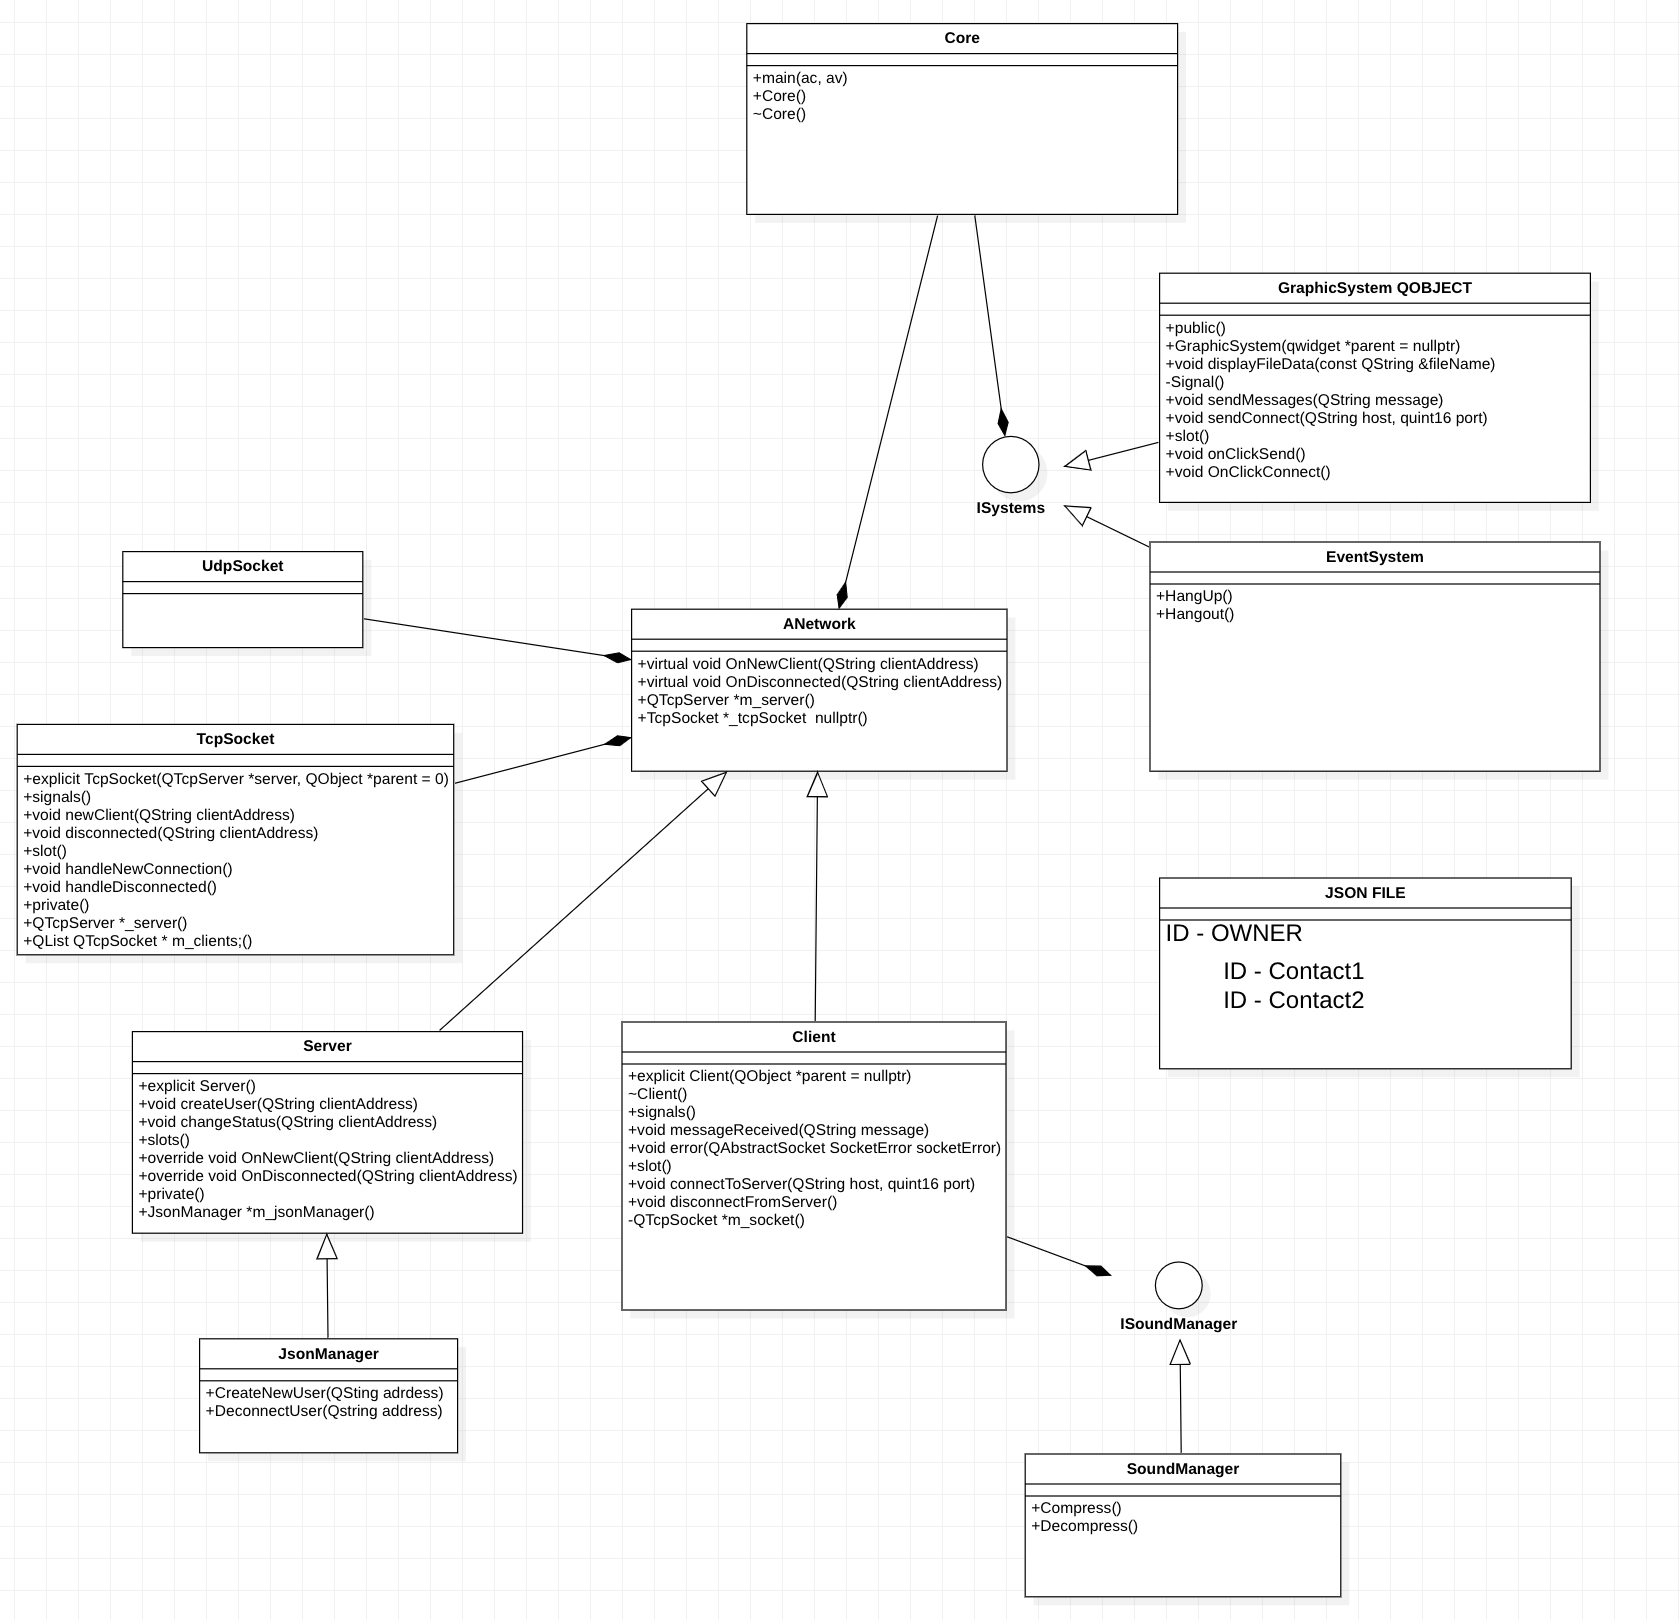 Core
+main(ac, av)
+Core()
~Core()
GraphicSystem QOBJECT
+public()
+GraphicSystem(qwidget *parent = nullptr)
+void displayFileData(const QString &fileName)
-Signal()
+void sendMessages(QString message)
+void sendConnect(QString host, quint16 port)
+slot()
+void onClickSend()
+void OnClickConnect()
ISystems
EventSystem
+HangUp()
+Hangout()
UdpSocket
ANetwork
+virtual void OnNewClient(QString clientAddress)
+virtual void OnDisconnected(QString clientAddress)
+QTcpServer *m_server()
+TcpSocket *_tcpSocket  nullptr()
TcpSocket
+explicit TcpSocket(QTcpServer *server, QObject *parent = 0)
+signals()
+void newClient(QString clientAddress)
+void disconnected(QString clientAddress)
+slot()
+void handleNewConnection()
+void handleDisconnected()
+private()
+QTcpServer *_server()
+QList QTcpSocket * m_clients;()
JSON FILE
ID - OWNER
ID - Contact1
ID - Contact2
Server
+explicit Server()
+void createUser(QString clientAddress)
+void changeStatus(QString clientAddress)
+slots()
+override void OnNewClient(QString clientAddress)
+override void OnDisconnected(QString clientAddress)
+private()
+JsonManager *m_jsonManager()
Client
+explicit Client(QObject *parent = nullptr)
~Client()
+signals()
+void messageReceived(QString message)
+void error(QAbstractSocket SocketError socketError)
+slot()
+void connectToServer(QString host, quint16 port)
+void disconnectFromServer()
-QTcpSocket *m_socket()
ISoundManager
JsonManager
+CreateNewUser(QSting adrdess)
+DeconnectUser(Qstring address)
SoundManager
+Compress()
+Decompress()